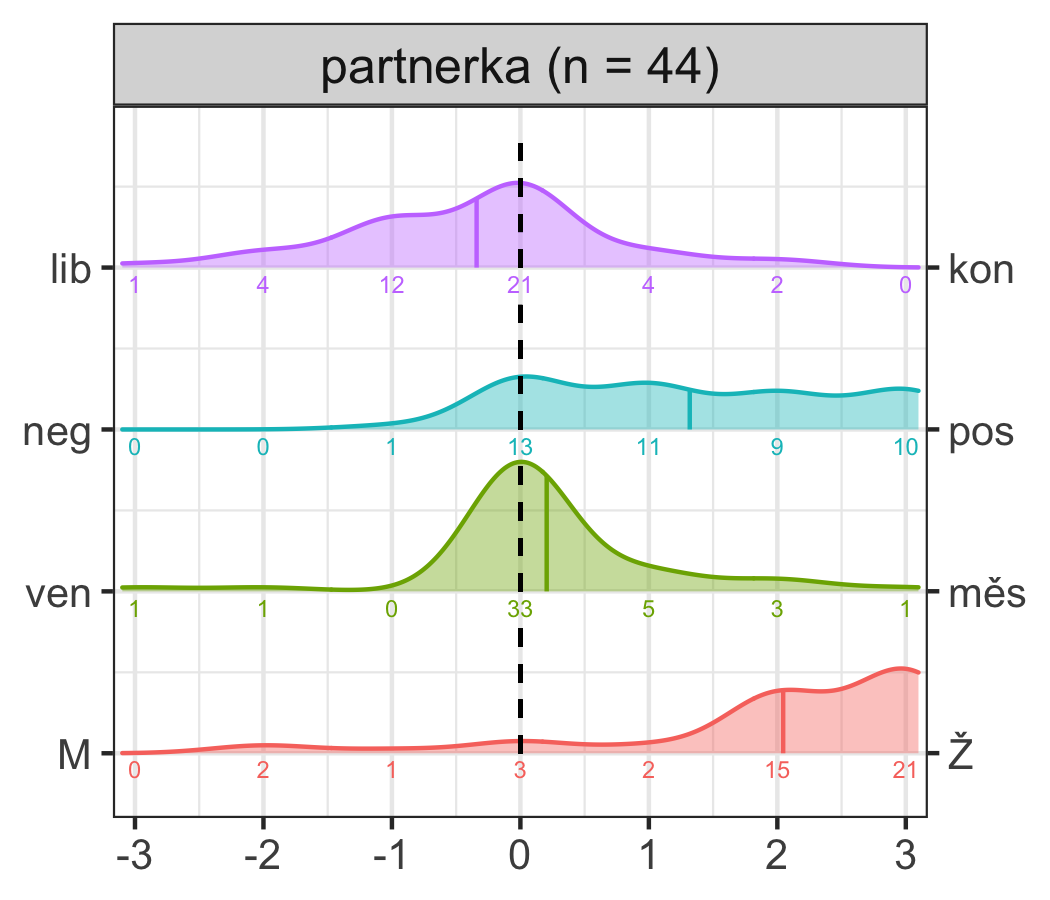 partnerka (n = 44)
lib kon
1 4 12 21 4 2 0
neg pos
0 0 1 13 11 9 10
ven měs
1 1 0 33 5 3 1
M Ž
0 2 1 3 2 15 21
-3 -2 -1 0 1 2 3